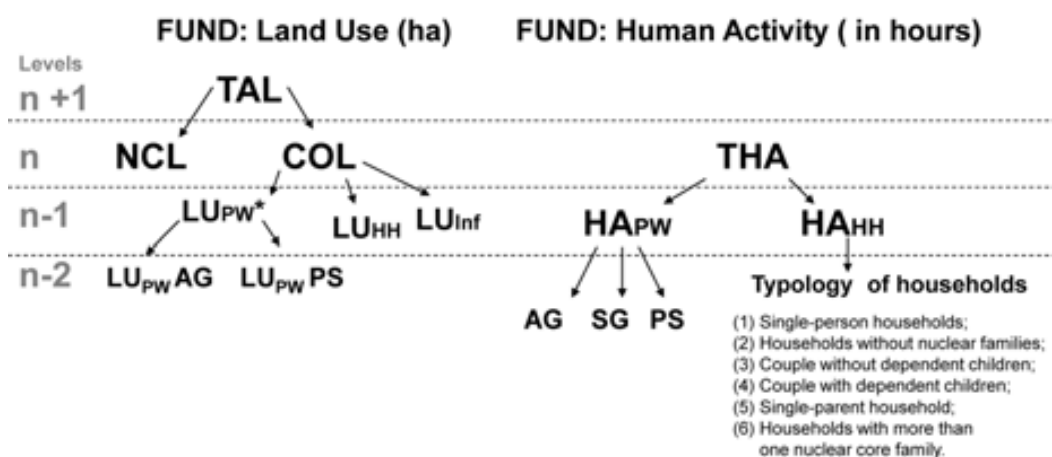 FUND: Land Use (ha)
FUND: Human Activity ( in hours)
Levels
n +1
TAL
n
NCL
COL
THA
n-1
LUPW*
LUHH
LUInf
HAPW
HAHH
n-2
LUPW AG
LUPW PS
AG
SG
PS
Typology of households
(1) Single-person households;
(2) Households without nuclear families;
(3) Couple without dependent children;
(4) Couple with dependent children;
(5) Single-parent household;
(6) Households with more than
one nuclear core family.